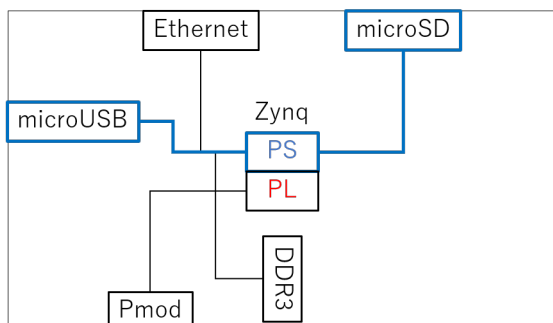 Ethernet
microSD
microUSB
Zynq
PS
PL
DDR3
Pmod